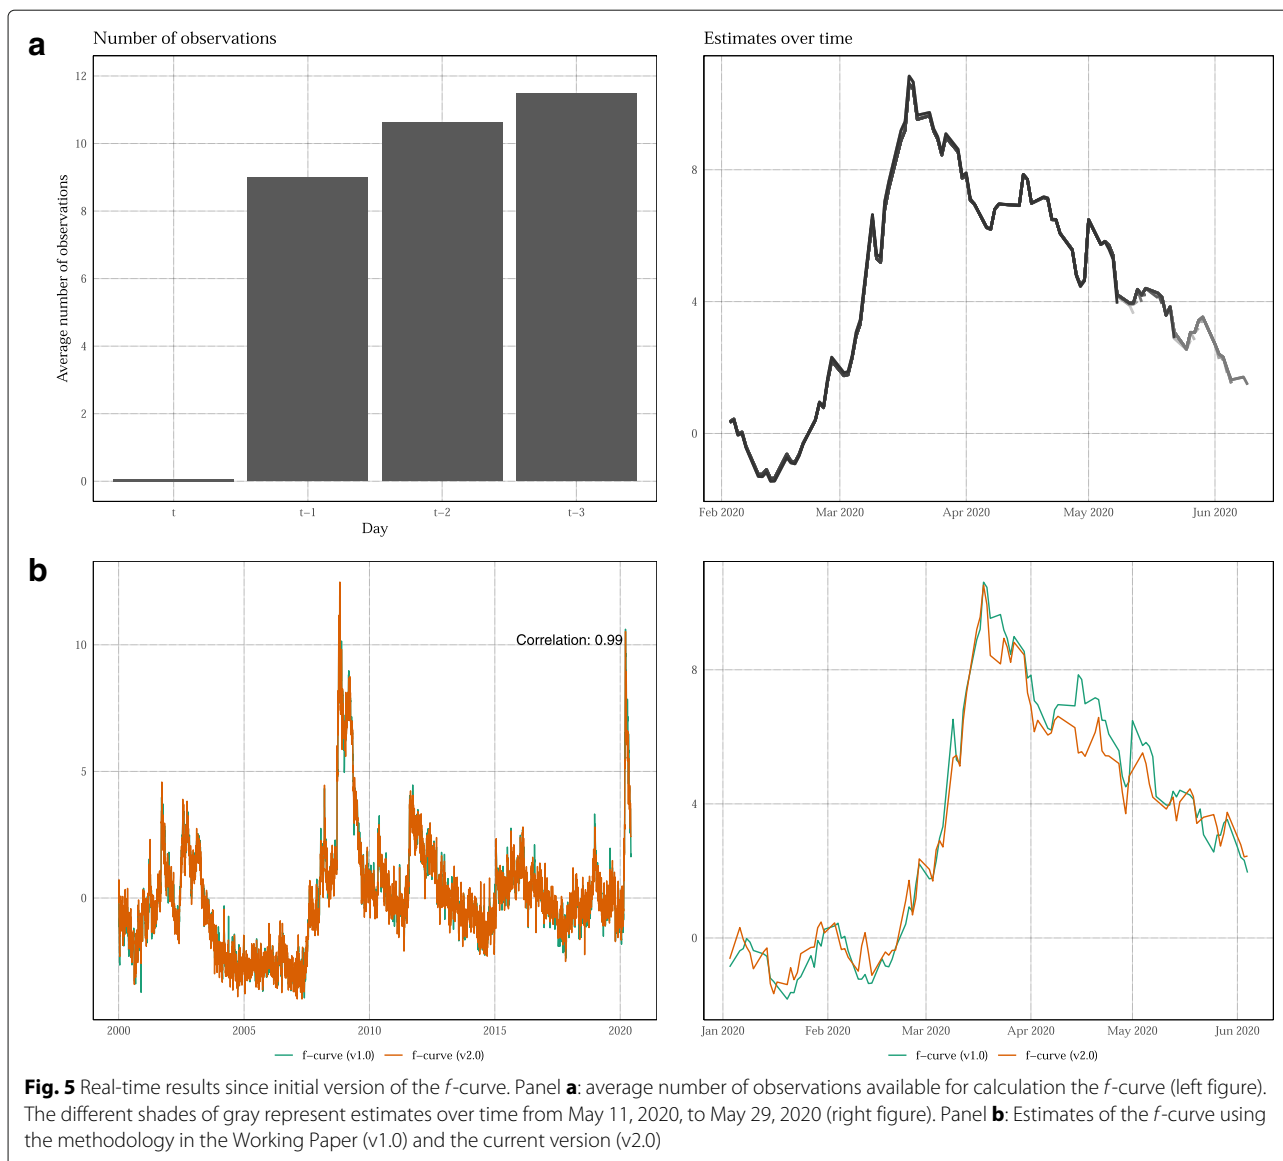 a
Number of observations
Average number of observations
12
10
8
6
4
2
0
t
t−1
t−2
t−3
Day
Estimates over time
8
4
0
Feb 2020
Mar 2020
Apr 2020
May 2020
Jun 2020
b
Correlation: 0.99
10
5
0
2000
2005
2010
2015
2020
f−curve (v1.0)
f−curve (v2.0)
8
4
0
Jan 2020
Feb 2020
Mar 2020
Apr 2020
May 2020
Jun 2020
f−curve (v1.0)
f−curve (v2.0)
Fig. 5 Real-time results since initial version of the f-curve. Panel a: average number of observations available for calculation the f-curve (left figure).
The different shades of gray represent estimates over time from May 11, 2020, to May 29, 2020 (right figure). Panel b: Estimates of the f-curve using
the methodology in the Working Paper (v1.0) and the current version (v2.0)